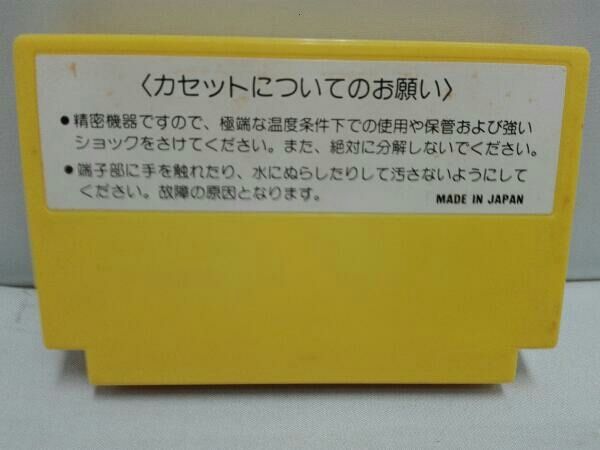 〈カセットについてのお願い〉
●精密機器ですので、極端な温度条件下での使用や保管および強い
ショックをさけてください。また、絶対に分解しないでください。
●端子部に手を触れたり、水にぬらしたりして汚さないようにして
ください。故障の原因となります。
MADE IN JAPAN